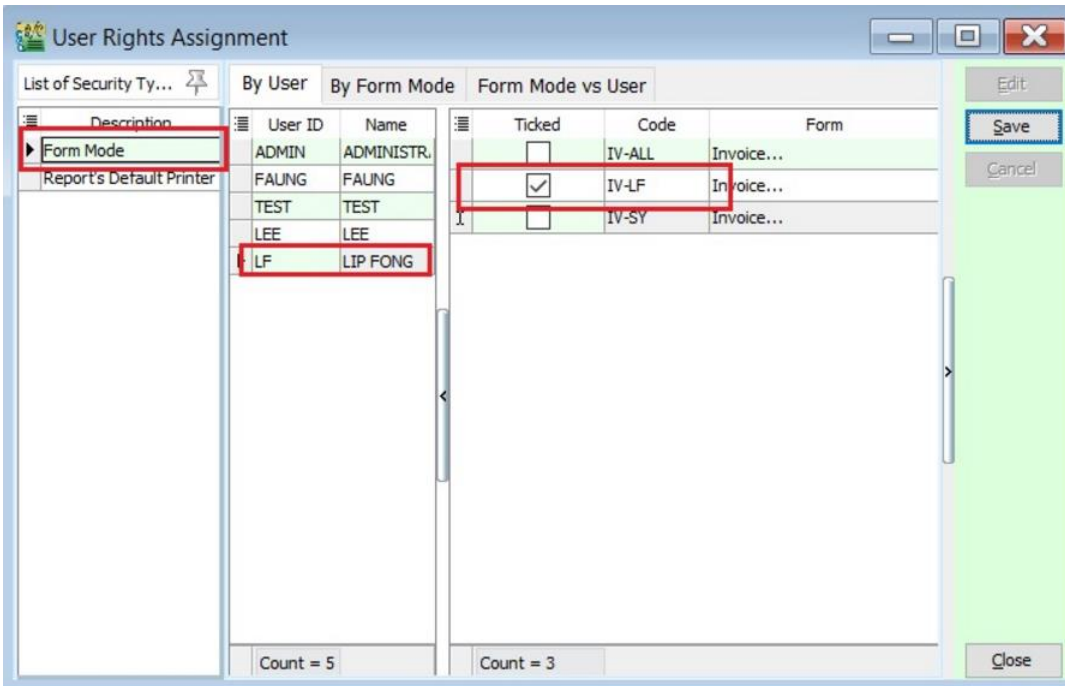 User Rights Assignment
List of Security Ty...
By User By Form Mode Form Mode vs User
Edit
Description
User ID Name
Ticked Code Form
Save
Form Mode
ADMIN ADMINISTR.
IV-ALL Invoice...
Cancel
Report's Default Printer
FAUNG FAUNG
IV-LF Invoice...
TEST TEST
IV-SY Invoice...
LEE LEE
LF LIP FONG
Count = 5
Count = 3
Close